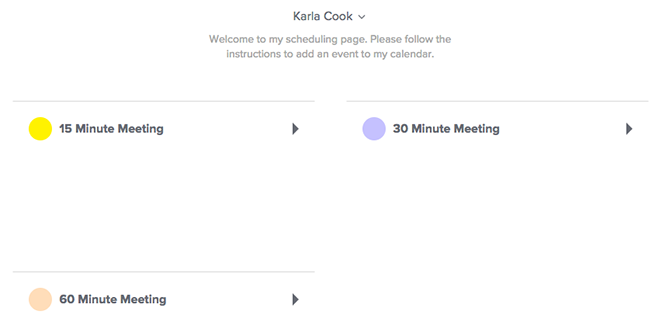 Karla Cook
Welcome to my scheduling page. Please follow the
instructions to add an event to my calendar.
15 Minute Meeting
30 Minute Meeting
60 Minute Meeting